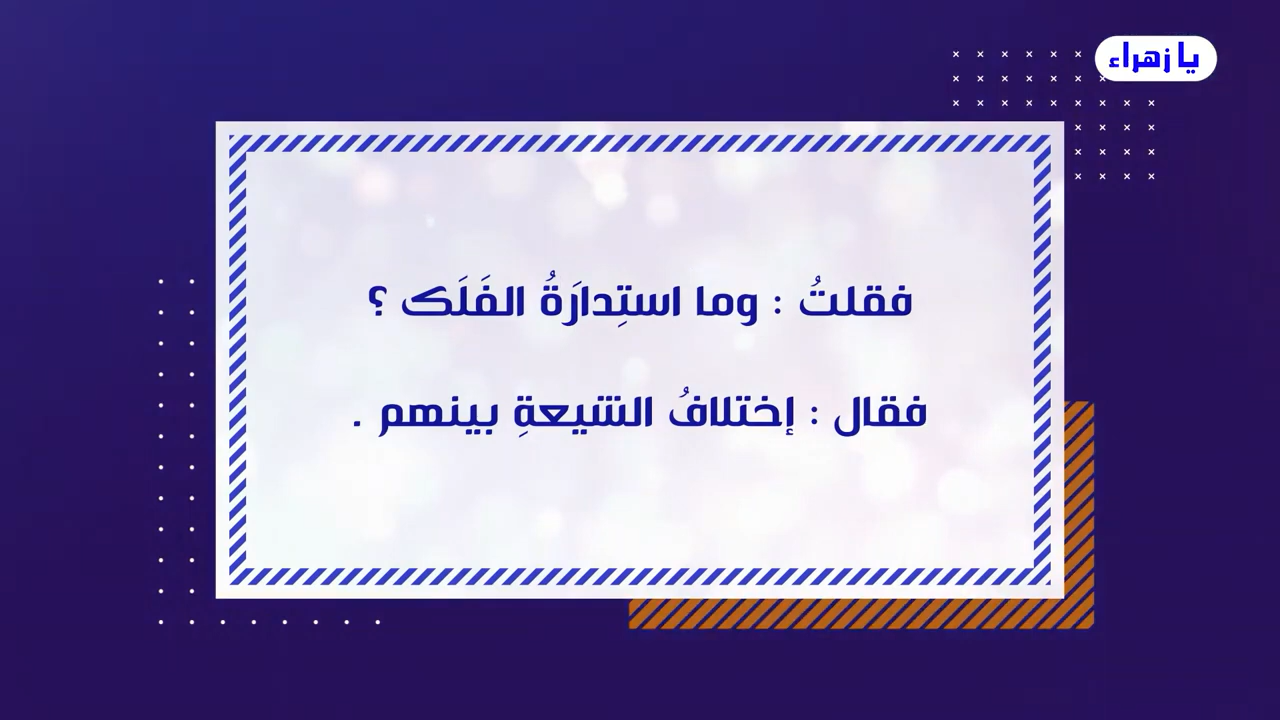 يا زهراء
فقلتُ : وما استِدارَةُ الفَلَك ؟
فقال : إختلافُ الشيعةِ بينهم .